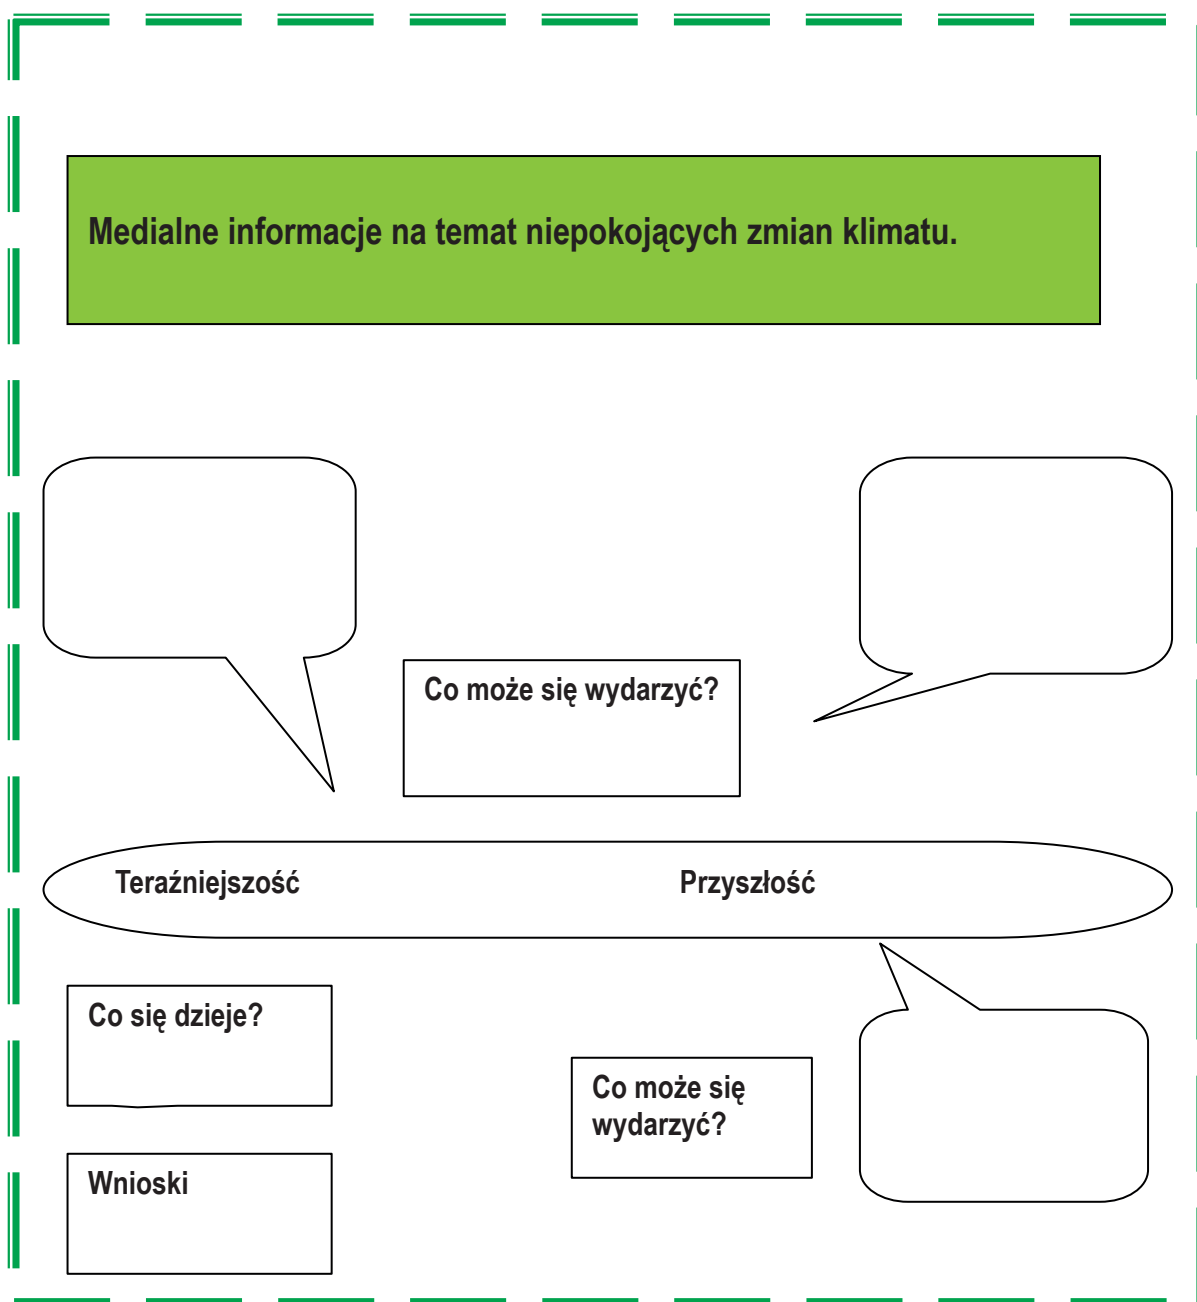 Medialne informacje na temat niepokojących zmian klimatu.
Co może się wydarzyć?
Teraźniejszość
Przyszłość
Co się dzieje?
Co może się
wydarzyć?
Wnioski